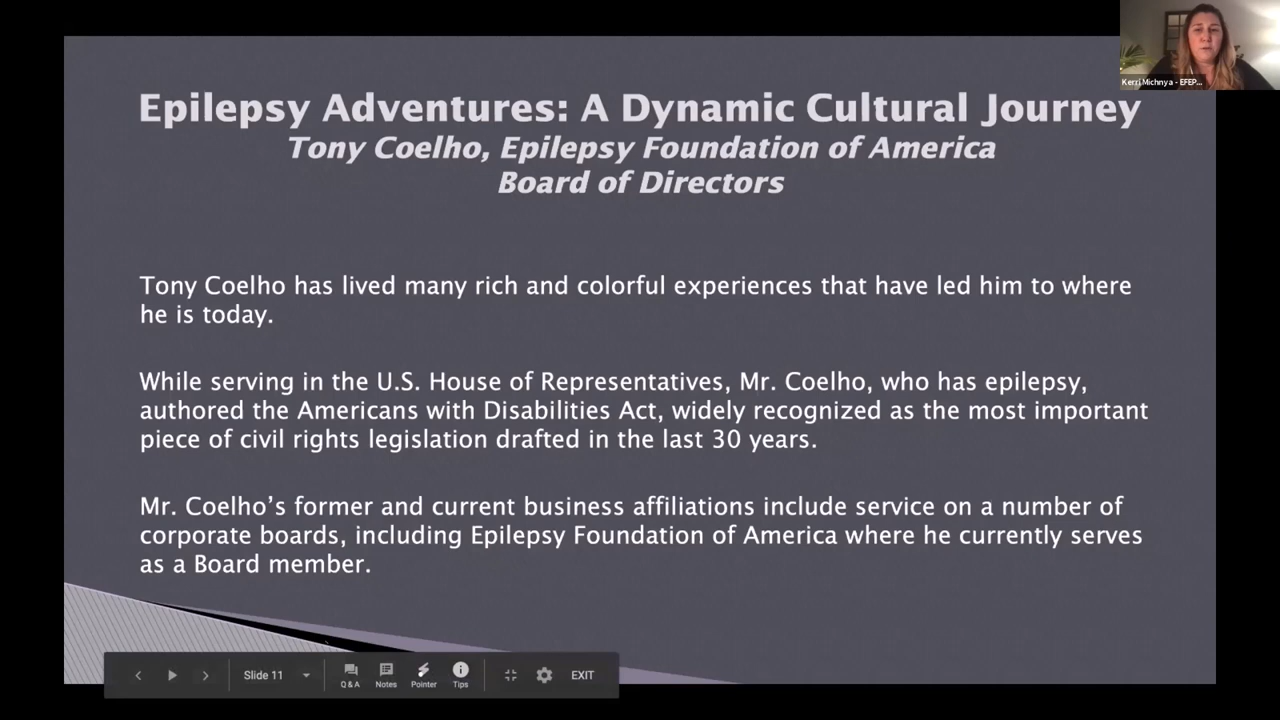 Epilepsy Adventures: A Dynamic Cultural Journey
Tony Coelho, Epilepsy Foundation of America
Board of Directors
Tony Coelho has lived many rich and colorful experiences that have led him to where
he is today.
While serving in the U.S. House of Representatives, Mr. Coelho, who has epilepsy,
authored the Americans with Disabilities Act, widely recognized as the most important
piece of civil rights legislation drafted in the last 30 years.
Mr. Coelho's former and current business affiliations include service on a number of
corporate boards, including Epilepsy Foundation of America where he currently serves
as a Board member.
Kerri Michnya - EFEP...
Slide 11
Q & A
Notes
Pointer
Tips
EXIT